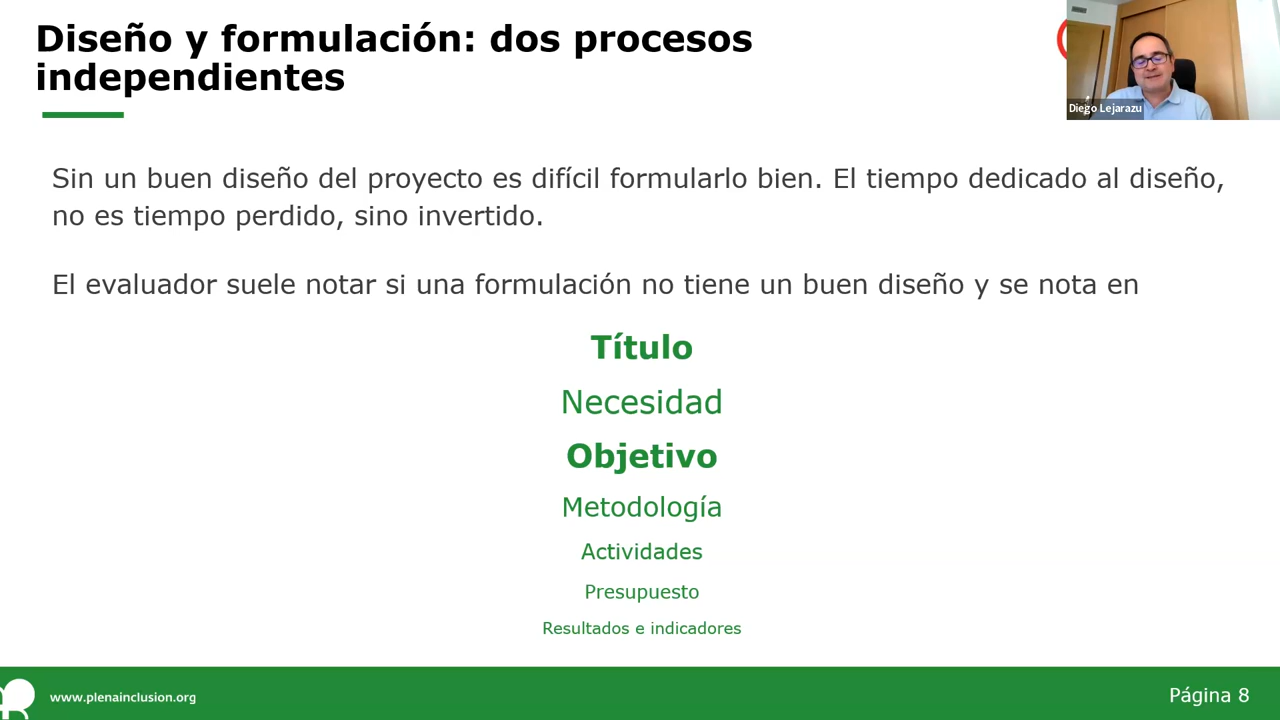 Diseño y formulación: dos procesos
independientes
Diego Lejarazu
Sin un buen diseño del proyecto es difícil formularlo bien. El tiempo dedicado al diseño,
no es tiempo perdido, sino invertido.
El evaluador suele notar si una formulación no tiene un buen diseño y se nota en
Título
Necesidad
Objetivo
Metodología
Actividades
Presupuesto
Resultados e indicadores
www.plenainclusion.org
Página 8